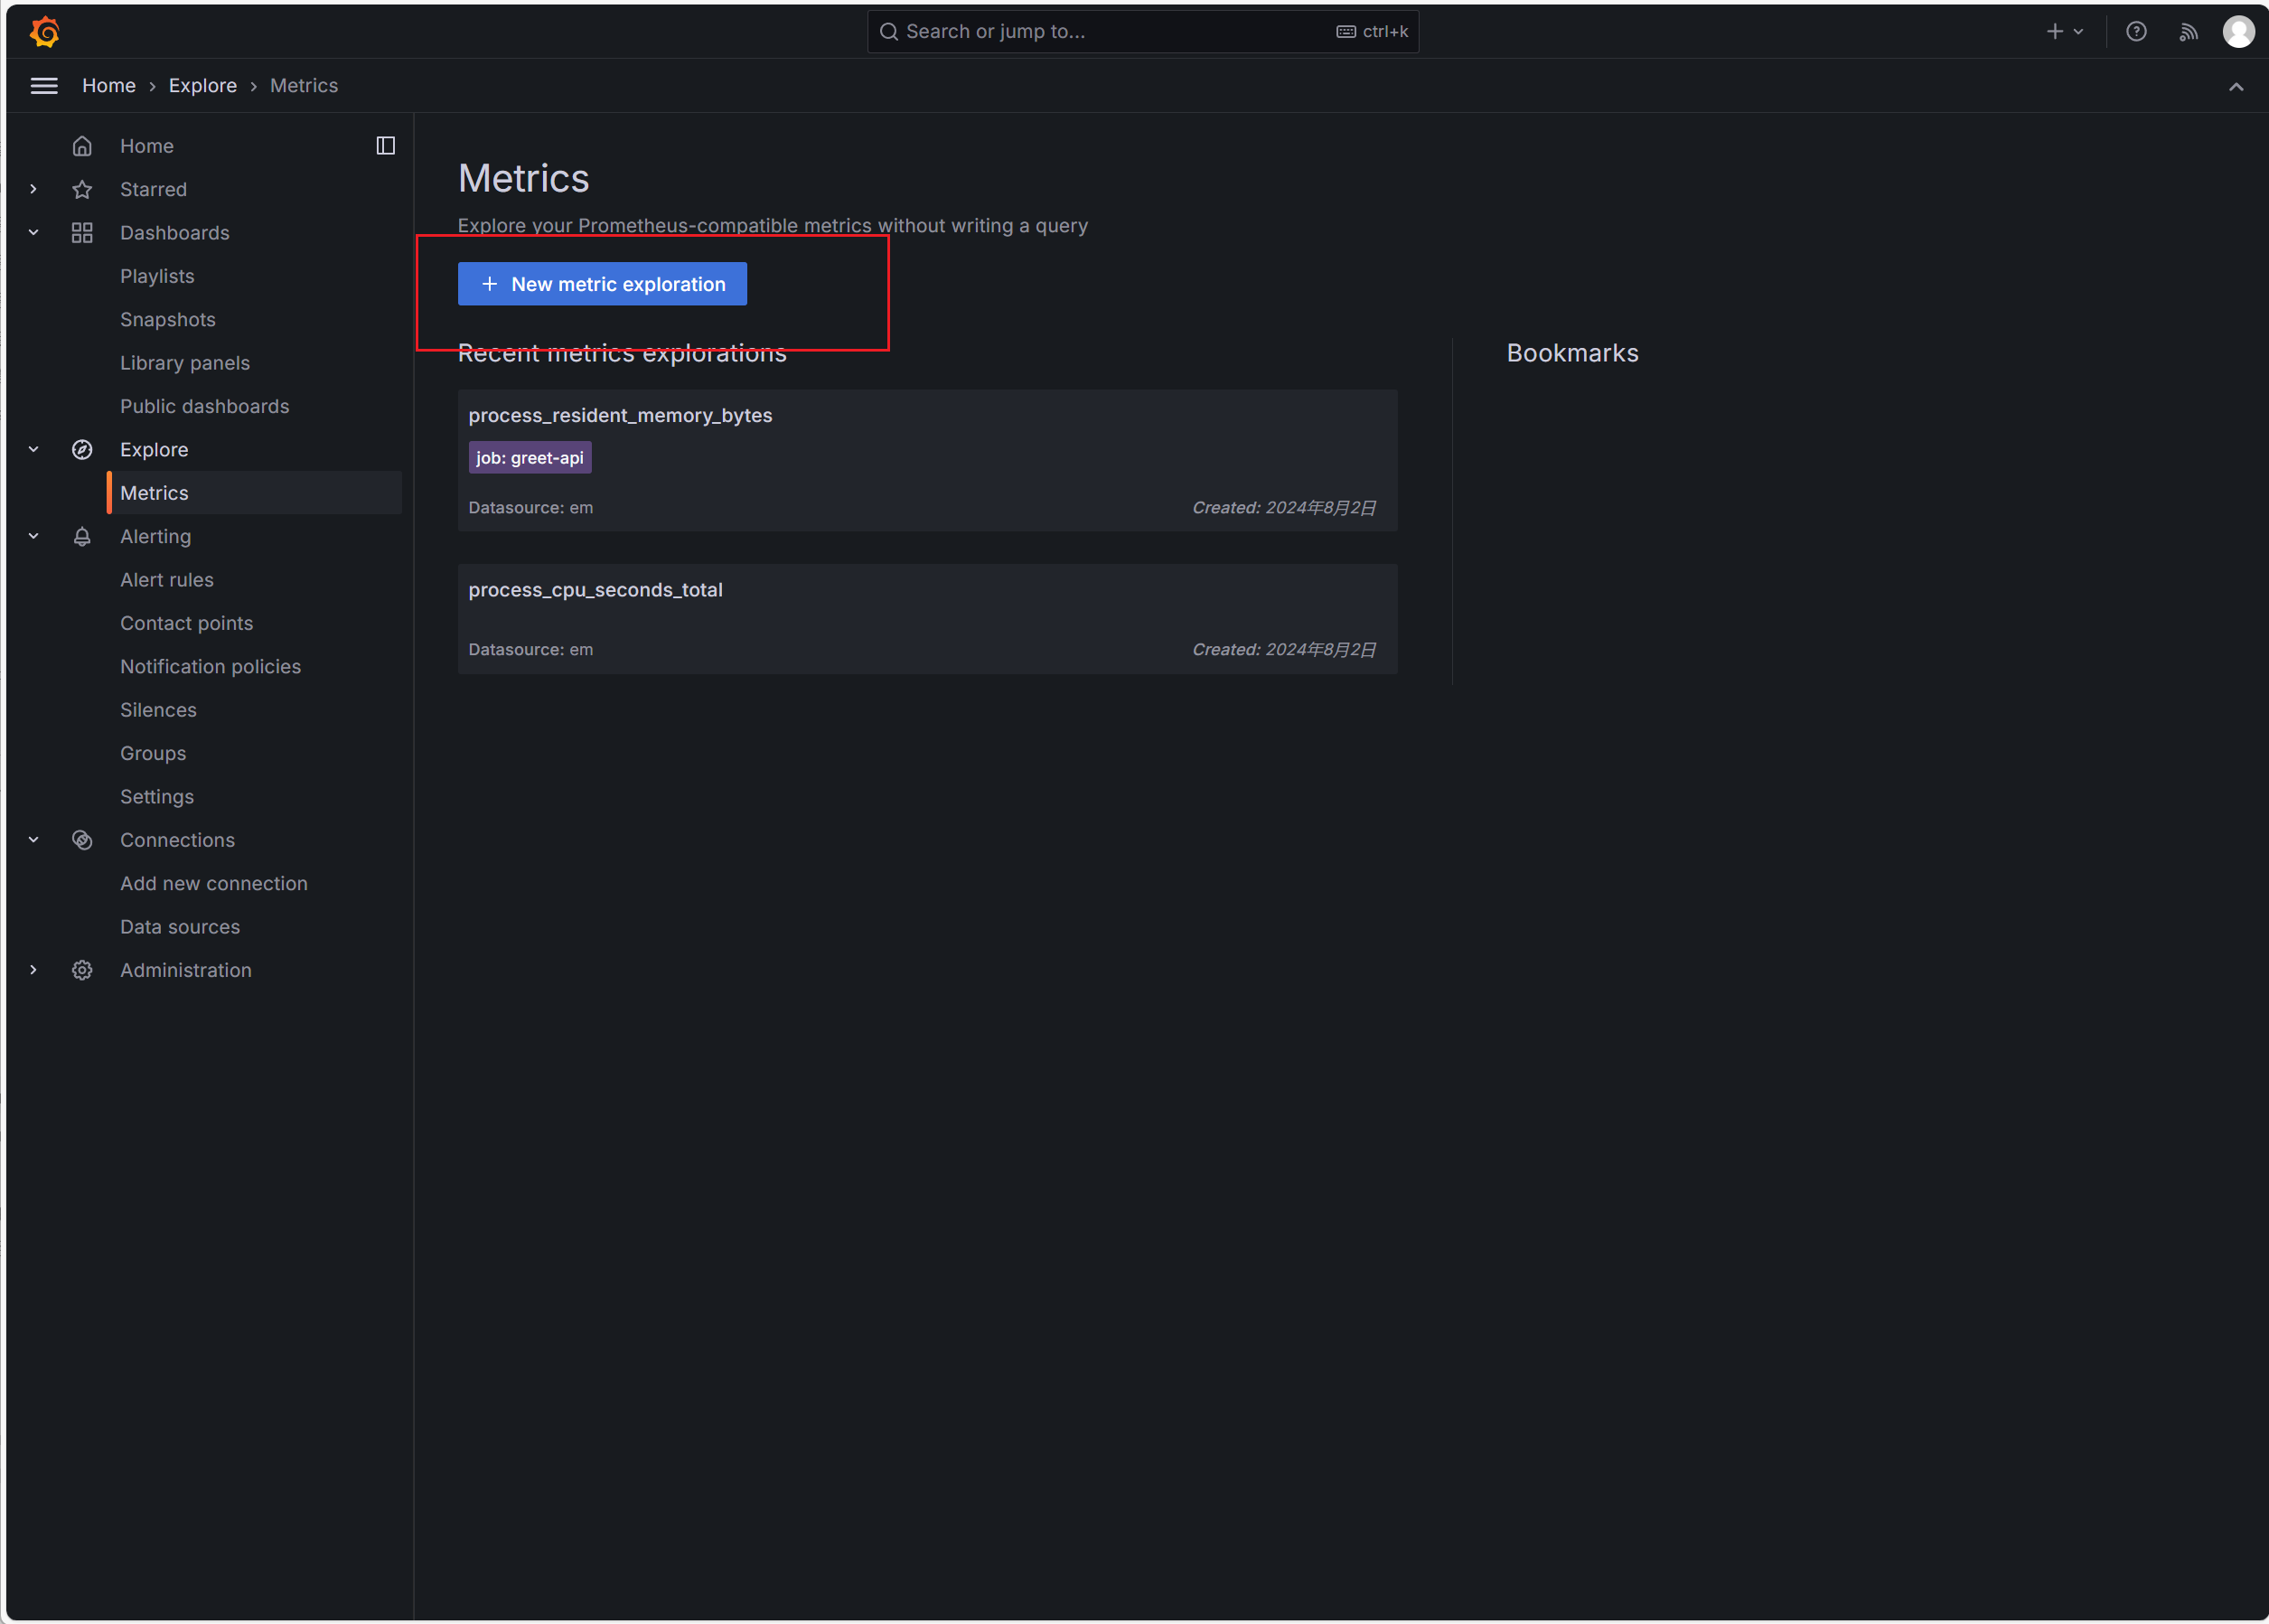 Search or jump to...
ctrl+k
Home › Explore › Metrics
Home
Starred
Dashboards
Playlists
Snapshots
Library panels
Public dashboards
Explore
Metrics
Alerting
Alert rules
Contact points
Notification policies
Silences
Groups
Settings
Connections
Add new connection
Data sources
Administration
Metrics
Explore your Prometheus-compatible metrics without writing a query
+ New metric exploration
Recent metrics explorations
process_resident_memory_bytes
job: greet-api
Datasource: em
Created: 2024年8月2日
process_cpu_seconds_total
Datasource: em
Created: 2024年8月2日
Bookmarks